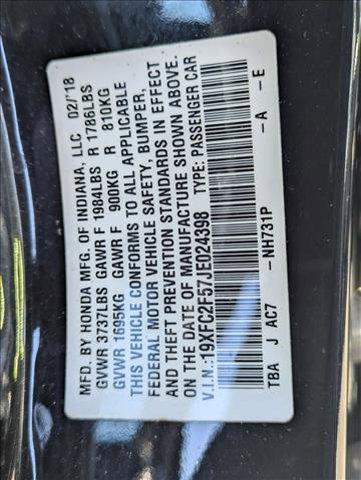 MFD. BY HONDA MFG. OF INDIANA, LLC 02/'18
GVWR 3737LBS GAWR F 1984LBS R 1786LBS
GVWR 1695KG GAWR F 900KG R 810KG
THIS VEHICLE CONFORMS TO ALL APPLICABLE
FEDERAL MOTOR VEHICLE SAFETY, BUMPER,
AND THEFT PREVENTION STANDARDS IN EFFECT
ON THE DATE OF MANUFACTURE SHOWN ABOVE.
V.I.N.:19XFC2F57JE024398 TYPE: PASSENGER CAR
TBA J AC7 -NH731P -A -E